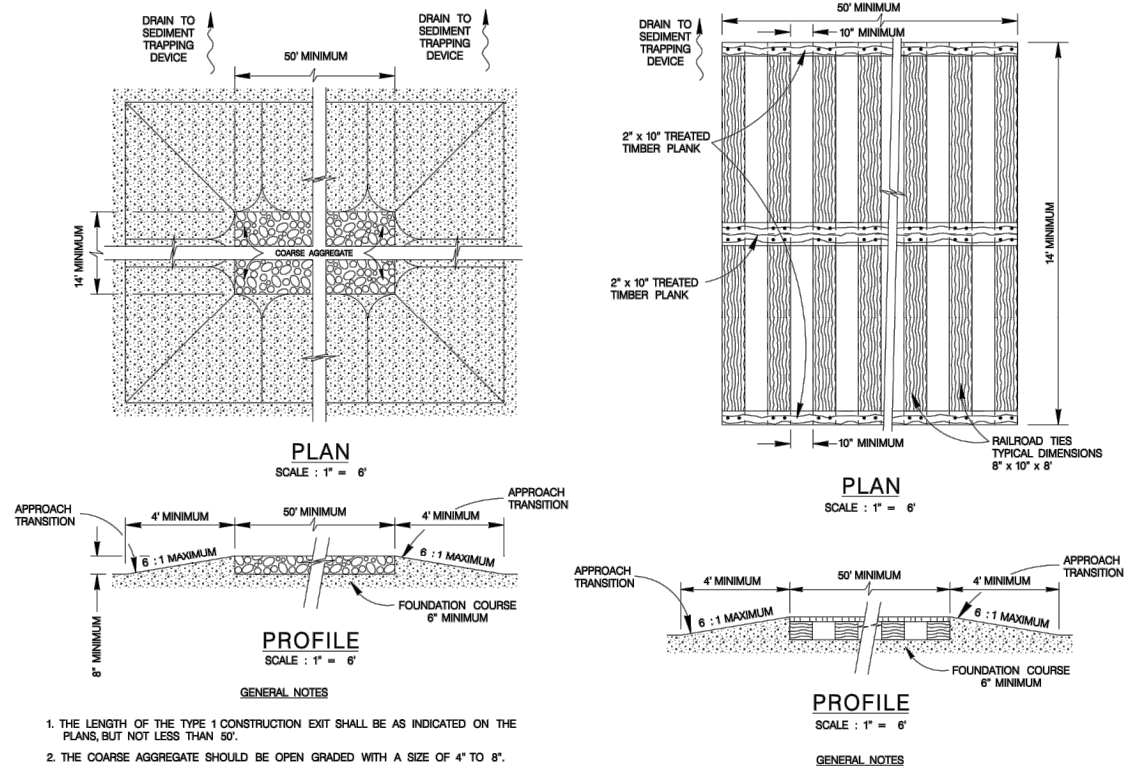 DRAIN TO
SEDIMENT
TRAPPING
DEVICE
DRAIN TO
SEDIMENT
TRAPPING
DEVICE
50' MINIMUM
14' MINIMUM
COARSE AGGREGATE
PLAN
SCALE : 1" = 6'
APPROACH
TRANSITION
4' MINIMUM
50' MINIMUM
4' MINIMUM
APPROACH
TRANSITION
6 : 1 MAXIMUM
6 : 1 MAXIMUM
8" MINIMUM
FOUNDATION COURSE
6" MINIMUM
PROFILE
SCALE : 1" = 6'
GENERAL NOTES
1. THE LENGTH OF THE TYPE 1 CONSTRUCTION EXIT SHALL BE AS INDICATED ON THE
PLANS, BUT NOT LESS THAN 50'.
2. THE COARSE AGGREGATE SHOULD BE OPEN GRADED WITH A SIZE OF 4" TO 8".
DRAIN TO
SEDIMENT
TRAPPING
DEVICE
50' MINIMUM
10" MINIMUM
2" x 10" TREATED
TIMBER PLANK
14' MINIMUM
2" x 10" TREATED
TIMBER PLANK
10" MINIMUM
RAILROAD TIES
TYPICAL DIMENSIONS
8" x 10" x 8'
PLAN
SCALE : 1" = 6'
APPROACH
TRANSITION
4' MINIMUM
50' MINIMUM
4' MINIMUM
APPROACH
TRANSITION
6 : 1 MAXIMUM
6 : 1 MAXIMUM
FOUNDATION COURSE
6" MINIMUM
PROFILE
SCALE : 1" = 6'
GENERAL NOTES